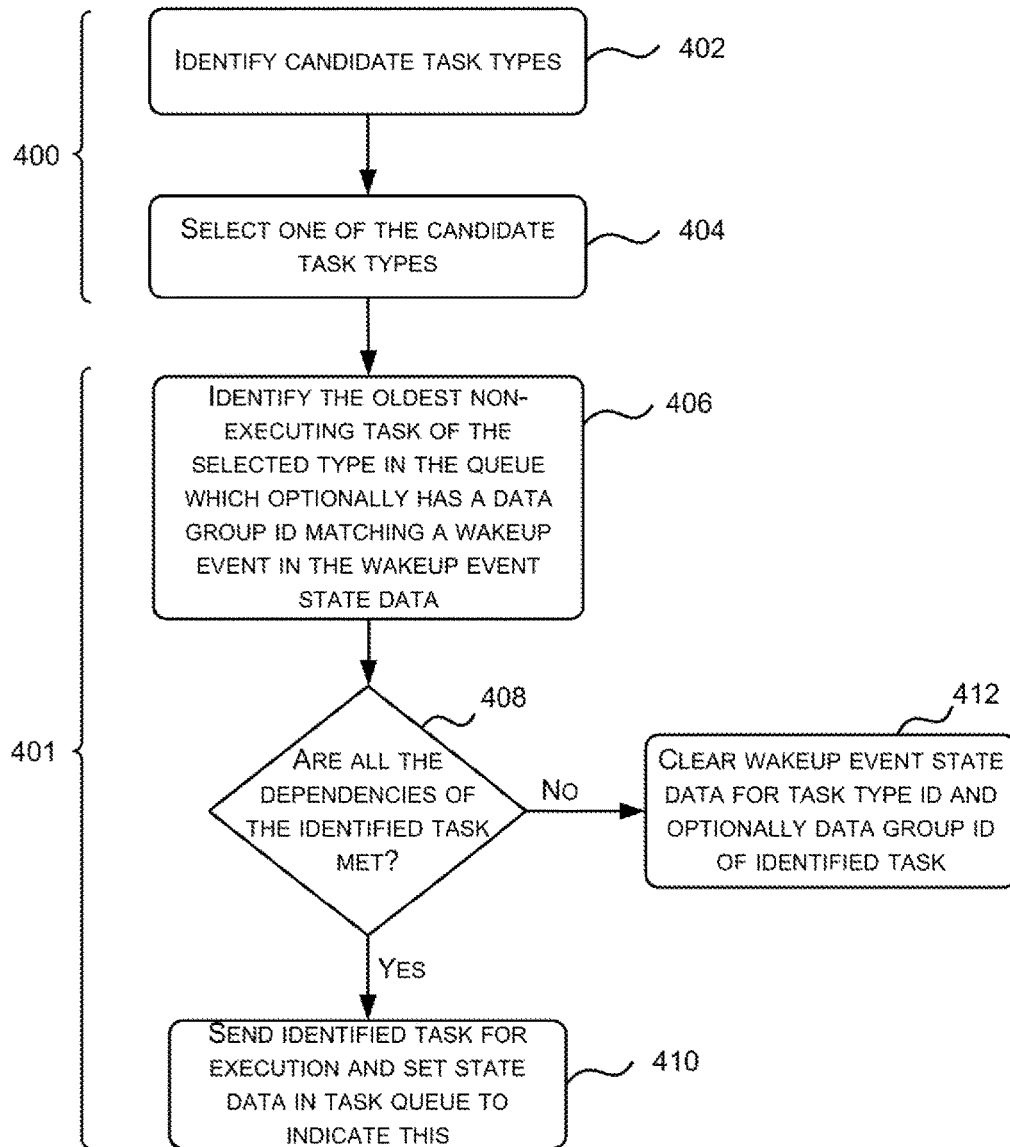 IDENTIFY CANDIDATE TASK TYPES
402
400
SELECT ONE OF THE CANDIDATE
TASK TYPES
404
IDENTIFY THE OLDEST NON-
EXECUTING TASK OF THE
SELECTED TYPE IN THE QUEUE
WHICH OPTIONALLY HAS A DATA
GROUP ID MATCHING A WAKEUP
EVENT IN THE WAKEUP EVENT
STATE DATA
406
401
ARE ALL THE
DEPENDENCIES OF
THE IDENTIFIED TASK
MET?
408
NO
412
CLEAR WAKEUP EVENT STATE
DATA FOR TASK TYPE ID AND
OPTIONALLY DATA GROUP ID
OF IDENTIFIED TASK
YES
SEND IDENTIFIED TASK FOR
EXECUTION AND SET STATE
DATA IN TASK QUEUE TO
INDICATE THIS
410